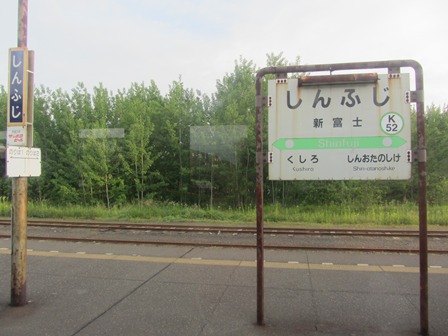 しんふじ
しんふじ
新富士
K
52
Shinfuji
くしろ
Kushiro
しんおたのしけ
Shin-otanoshike